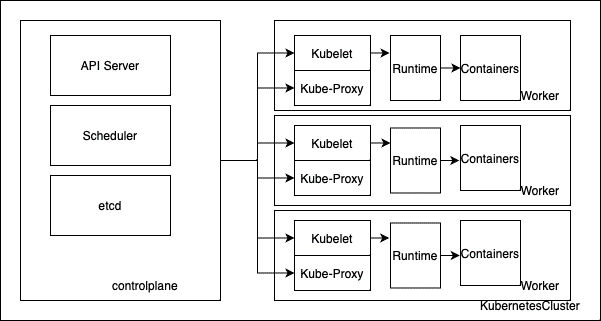 API Server
Scheduler
etcd
controlplane
Kubelet
Kube-Proxy
Runtime
Containers
Worker
Kubelet
Kube-Proxy
Runtime
Containers
Worker
Kubelet
Kube-Proxy
Runtime
Containers
Worker
KubernetesCluster